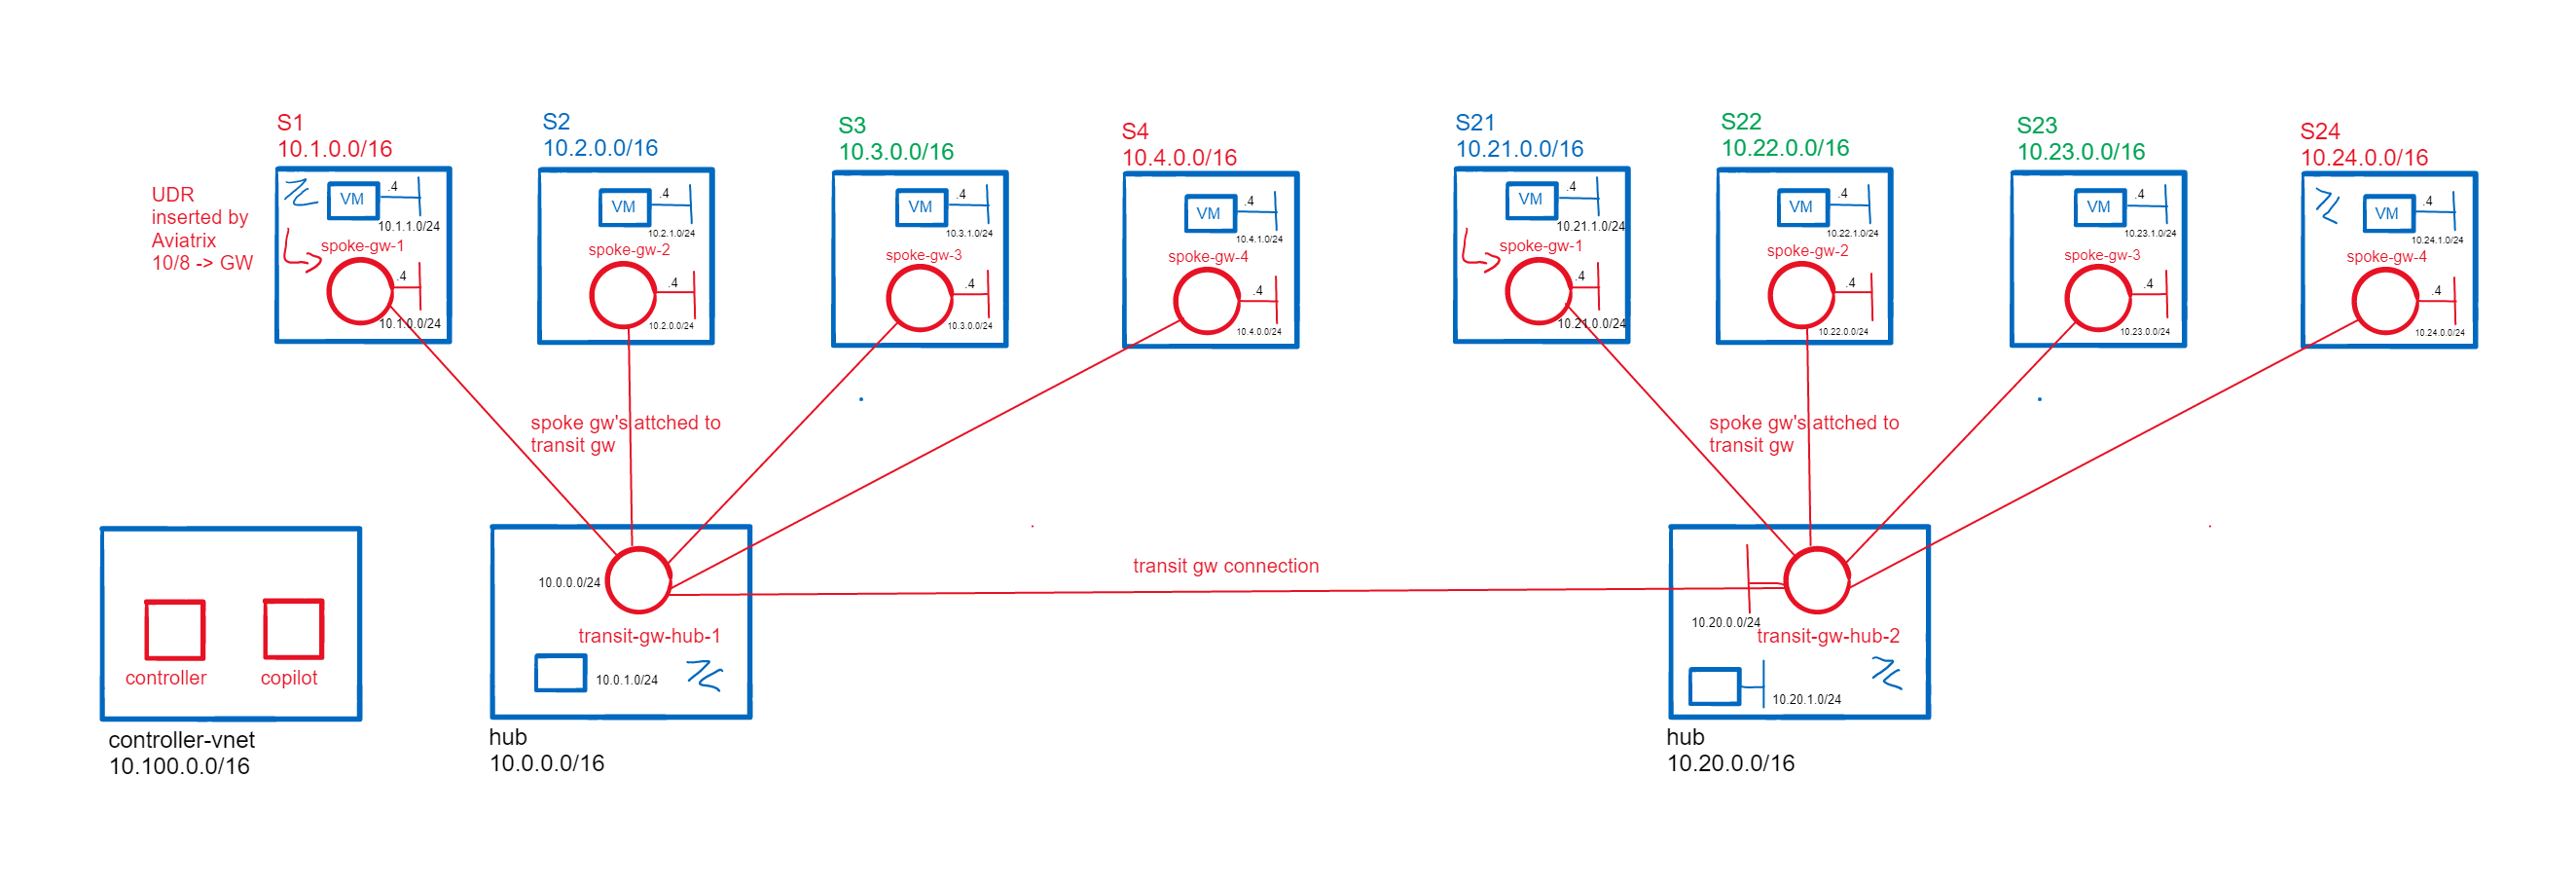 S1
10.1.0.0/16
S2
10.2.0.0/16
S3
10.3.0.0/16
S4
10.4.0.0/16
S21
10.21.0.0/16
S22
10.22.0.0/16
S23
10.23.0.0/16
S24
10.24.0.0/16
UDR
inserted by
Aviatrix
10/8 -> GW
VM
.4
10.1.1.0/24
spoke-gw-1
.4
10.1.0.0/24
VM
.4
10.2.1.0/24
spoke-gw-2
.4
10.2.0.0/24
VM
.4
10.3.1.0/24
spoke-gw-3
.4
10.3.0.0/24
VM
.4
10.4.1.0/24
spoke-gw-4
.4
10.4.0.0/24
VM
.4
10.21.1.0/24
spoke-gw-1
.4
10.21.0.0/24
VM
.4
10.22.1.0/24
spoke-gw-2
.4
10.22.0.0/24
VM
.4
10.23.1.0/24
spoke-gw-3
.4
10.23.0.0/24
VM
.4
10.24.1.0/24
spoke-gw-4
.4
10.24.0.0/24
spoke gw's attched to
transit gw
spoke gw's attched to
transit gw
controller
copilot
controller-vnet
10.100.0.0/16
10.0.0.0/24
transit-gw-hub-1
10.0.1.0/24
hub
10.0.0.0/16
transit gw connection
10.20.0.0/24
transit-gw-hub-2
10.20.1.0/24
hub
10.20.0.0/16